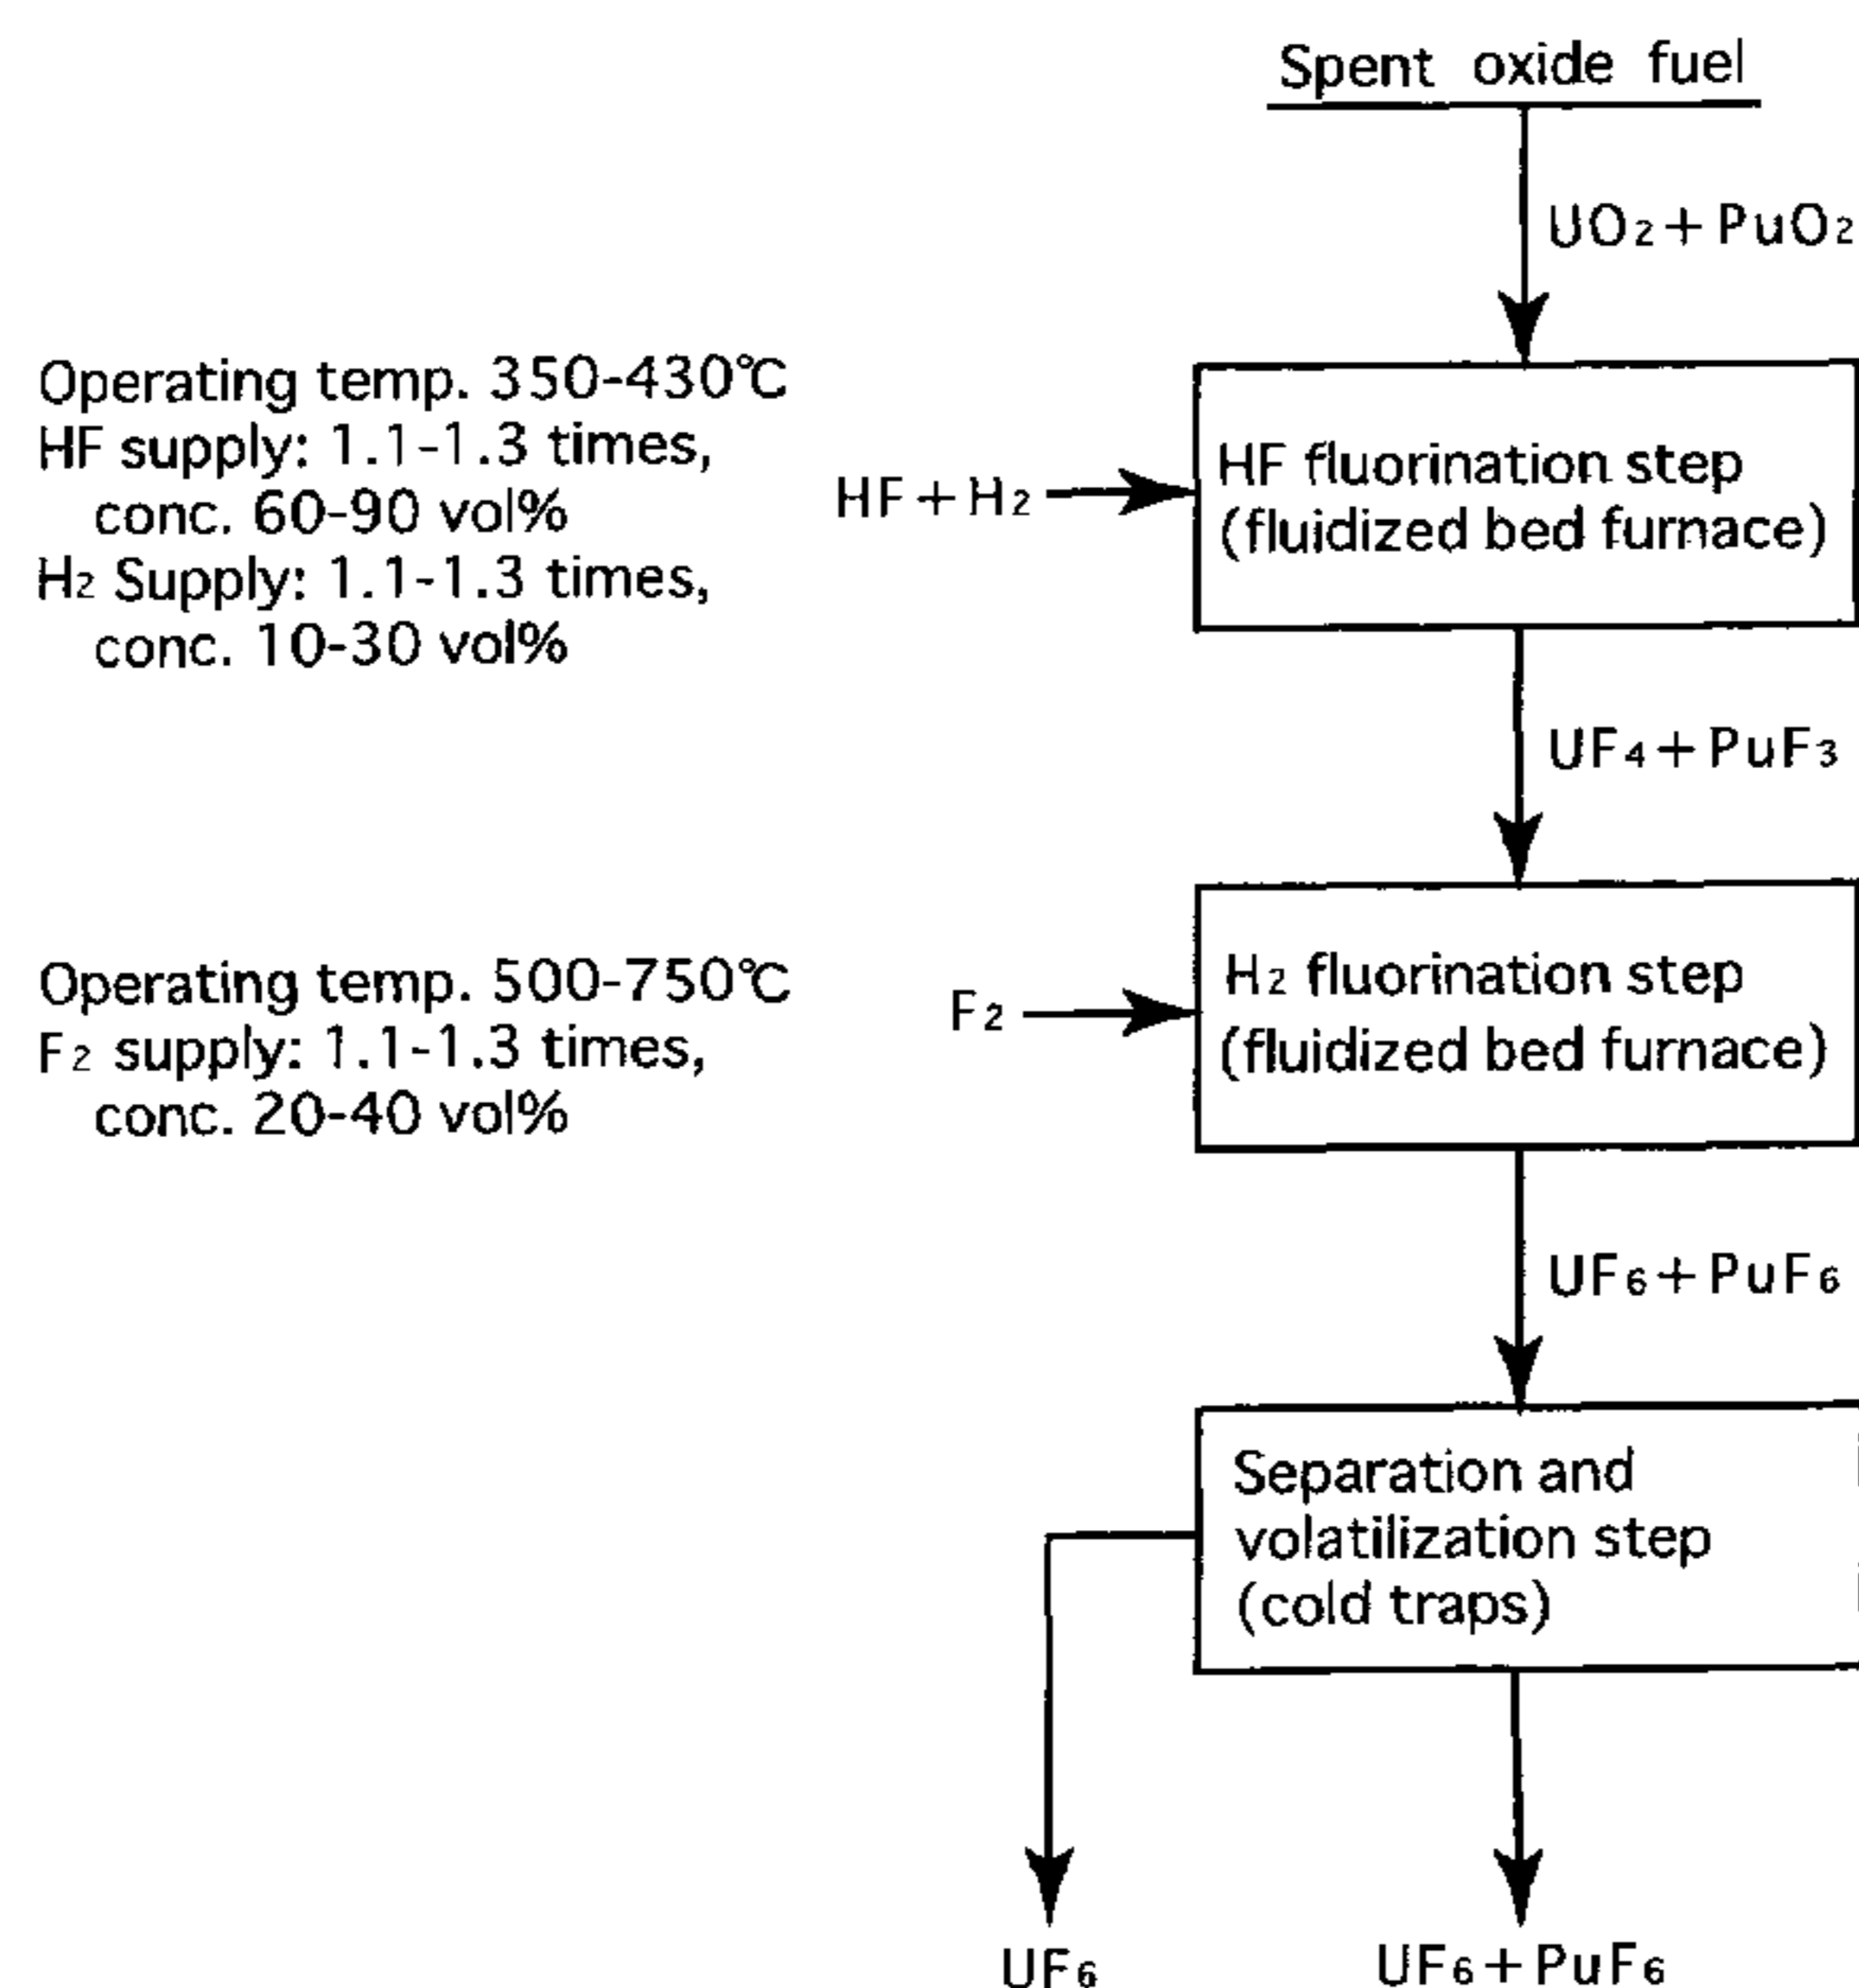 Spent oxide fuel
UO₂+PuO₂
Operating temp. 350-430℃
HF supply: 1.1-1.3 times,
conc. 60-90 vol%
H₂ Supply: 1.1-1.3 times,
conc. 10-30 vol%
HF+H₂
HF fluorination step
(fluidized bed furnace)
UF₄+PuF₃
Operating temp. 500-750℃
F₂ supply: 1.1-1.3 times,
conc. 20-40 vol%
F₂
H₂ fluorination step
(fluidized bed furnace)
UF₆+PuF₆
Separation and
volatilization step
(cold traps)
UF₆
UF₆+PuF₆